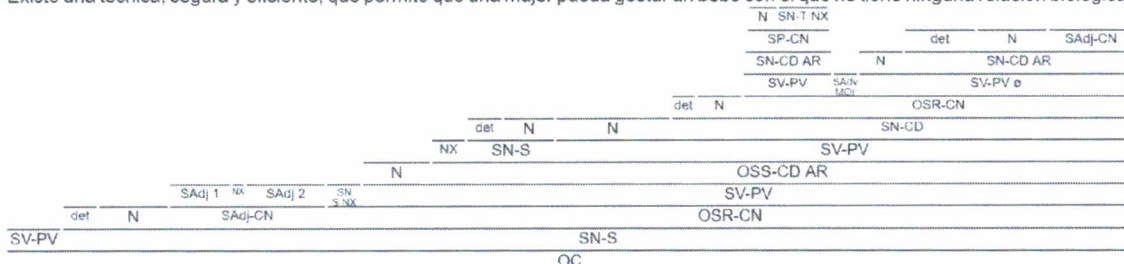 Existe una técnica, segura y eficiente, que permite que una mujer pueda gestar un bebé con el que no tiene ninguna relación biológica
N SN-T NX
SP-CN det N SAdj-CN
SN-CD AR N SN-CD AR
SV-PV SAdv SV-PV ø
det N OSR-CN
det N N SN-CD
NX SN-S SV-PV
N OSS-CD AR
SAdj 1 NX SAdj 2 SN S NX SV-PV
det N SAdj-CN OSR-CN
SV-PV SN-S
OC